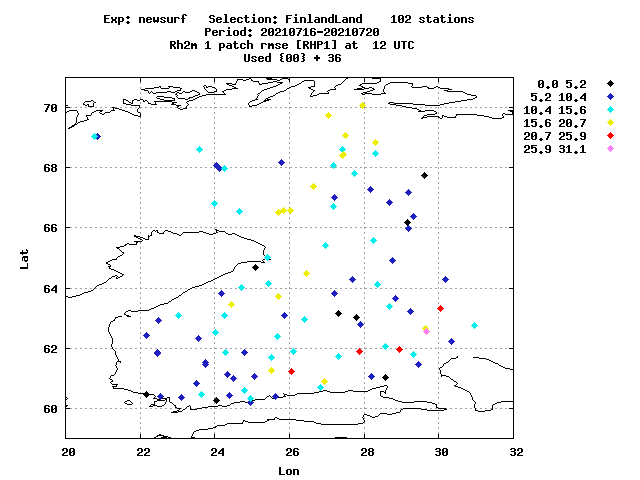 Exp: newsurf Selection: FinlandLand 102 stations
Period: 20210716-20210720
Rh2m 1 patch rmse [RHP1] at 12 UTC
Used {00} + 36
0.0 5.2
5.2 10.4
10.4 15.6
15.6 20.7
20.7 25.9
25.9 31.1
70
68
66
64
62
60
Lat
20 22 24 26 28 30 32
Lon